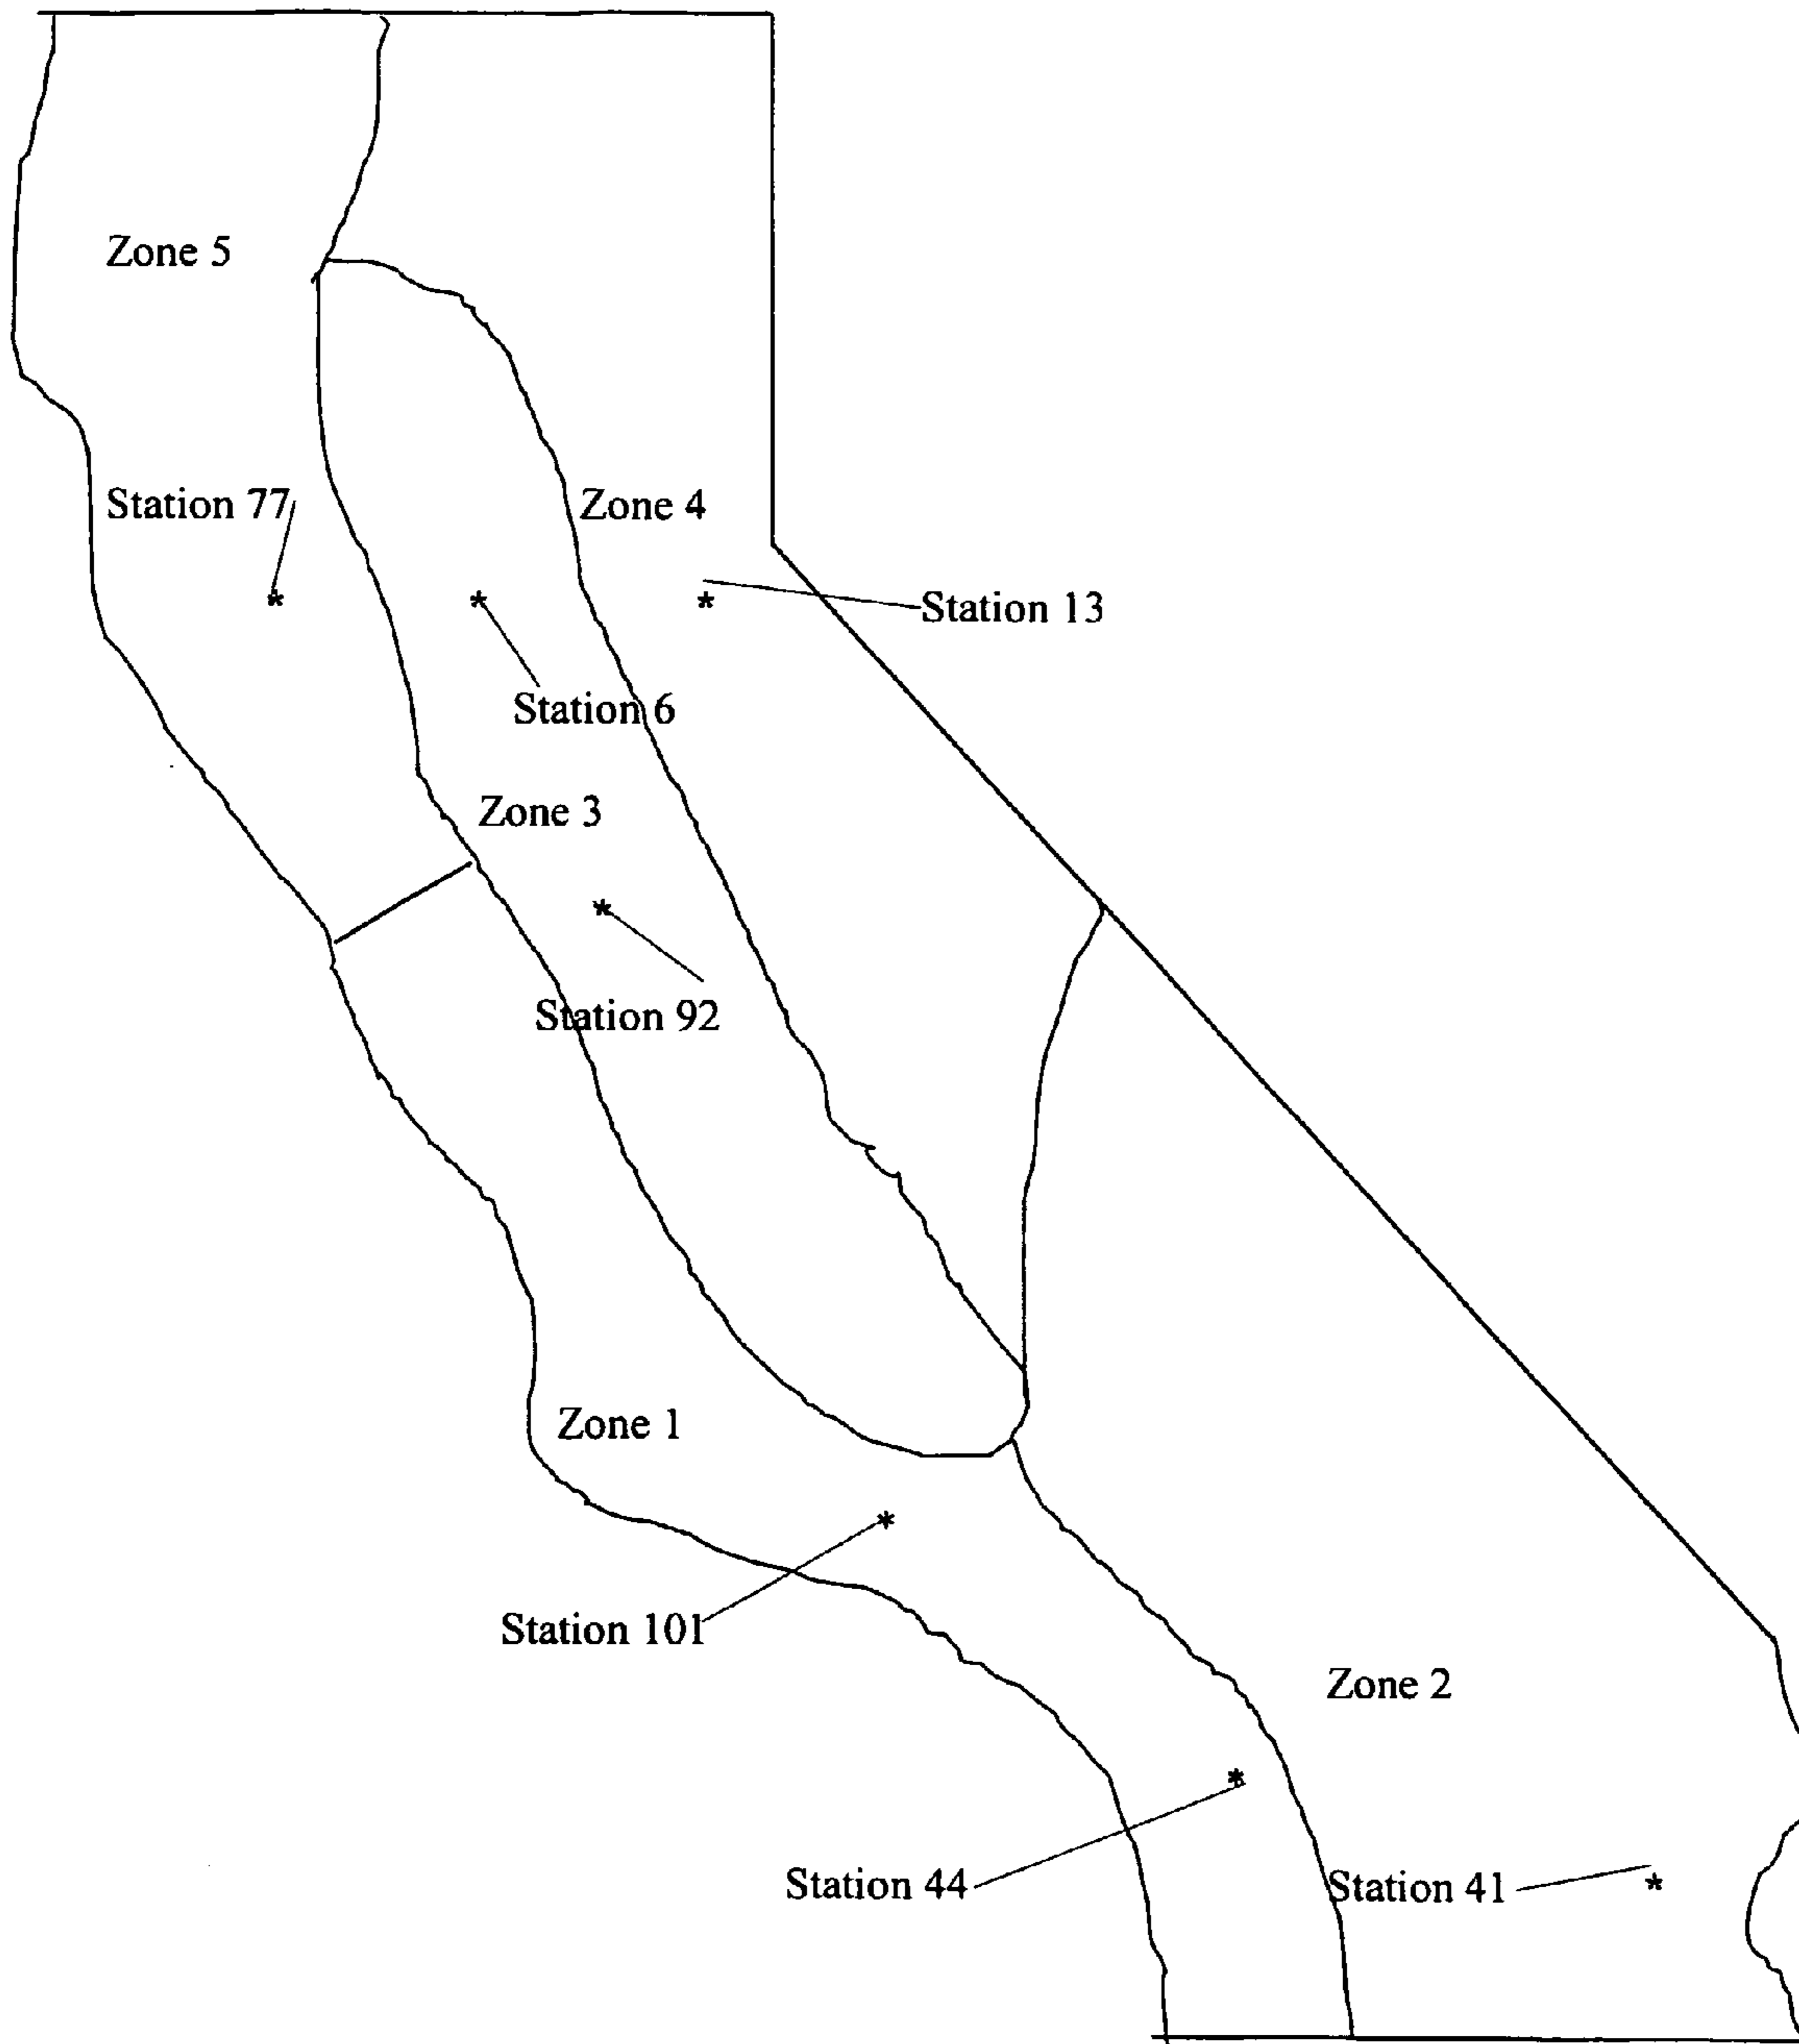 Zone 5
Station 77
Zone 4
Station 13
Station 6
Zone 3
Station 92
Zone 1
Station 101
Zone 2
Station 44
Station 41